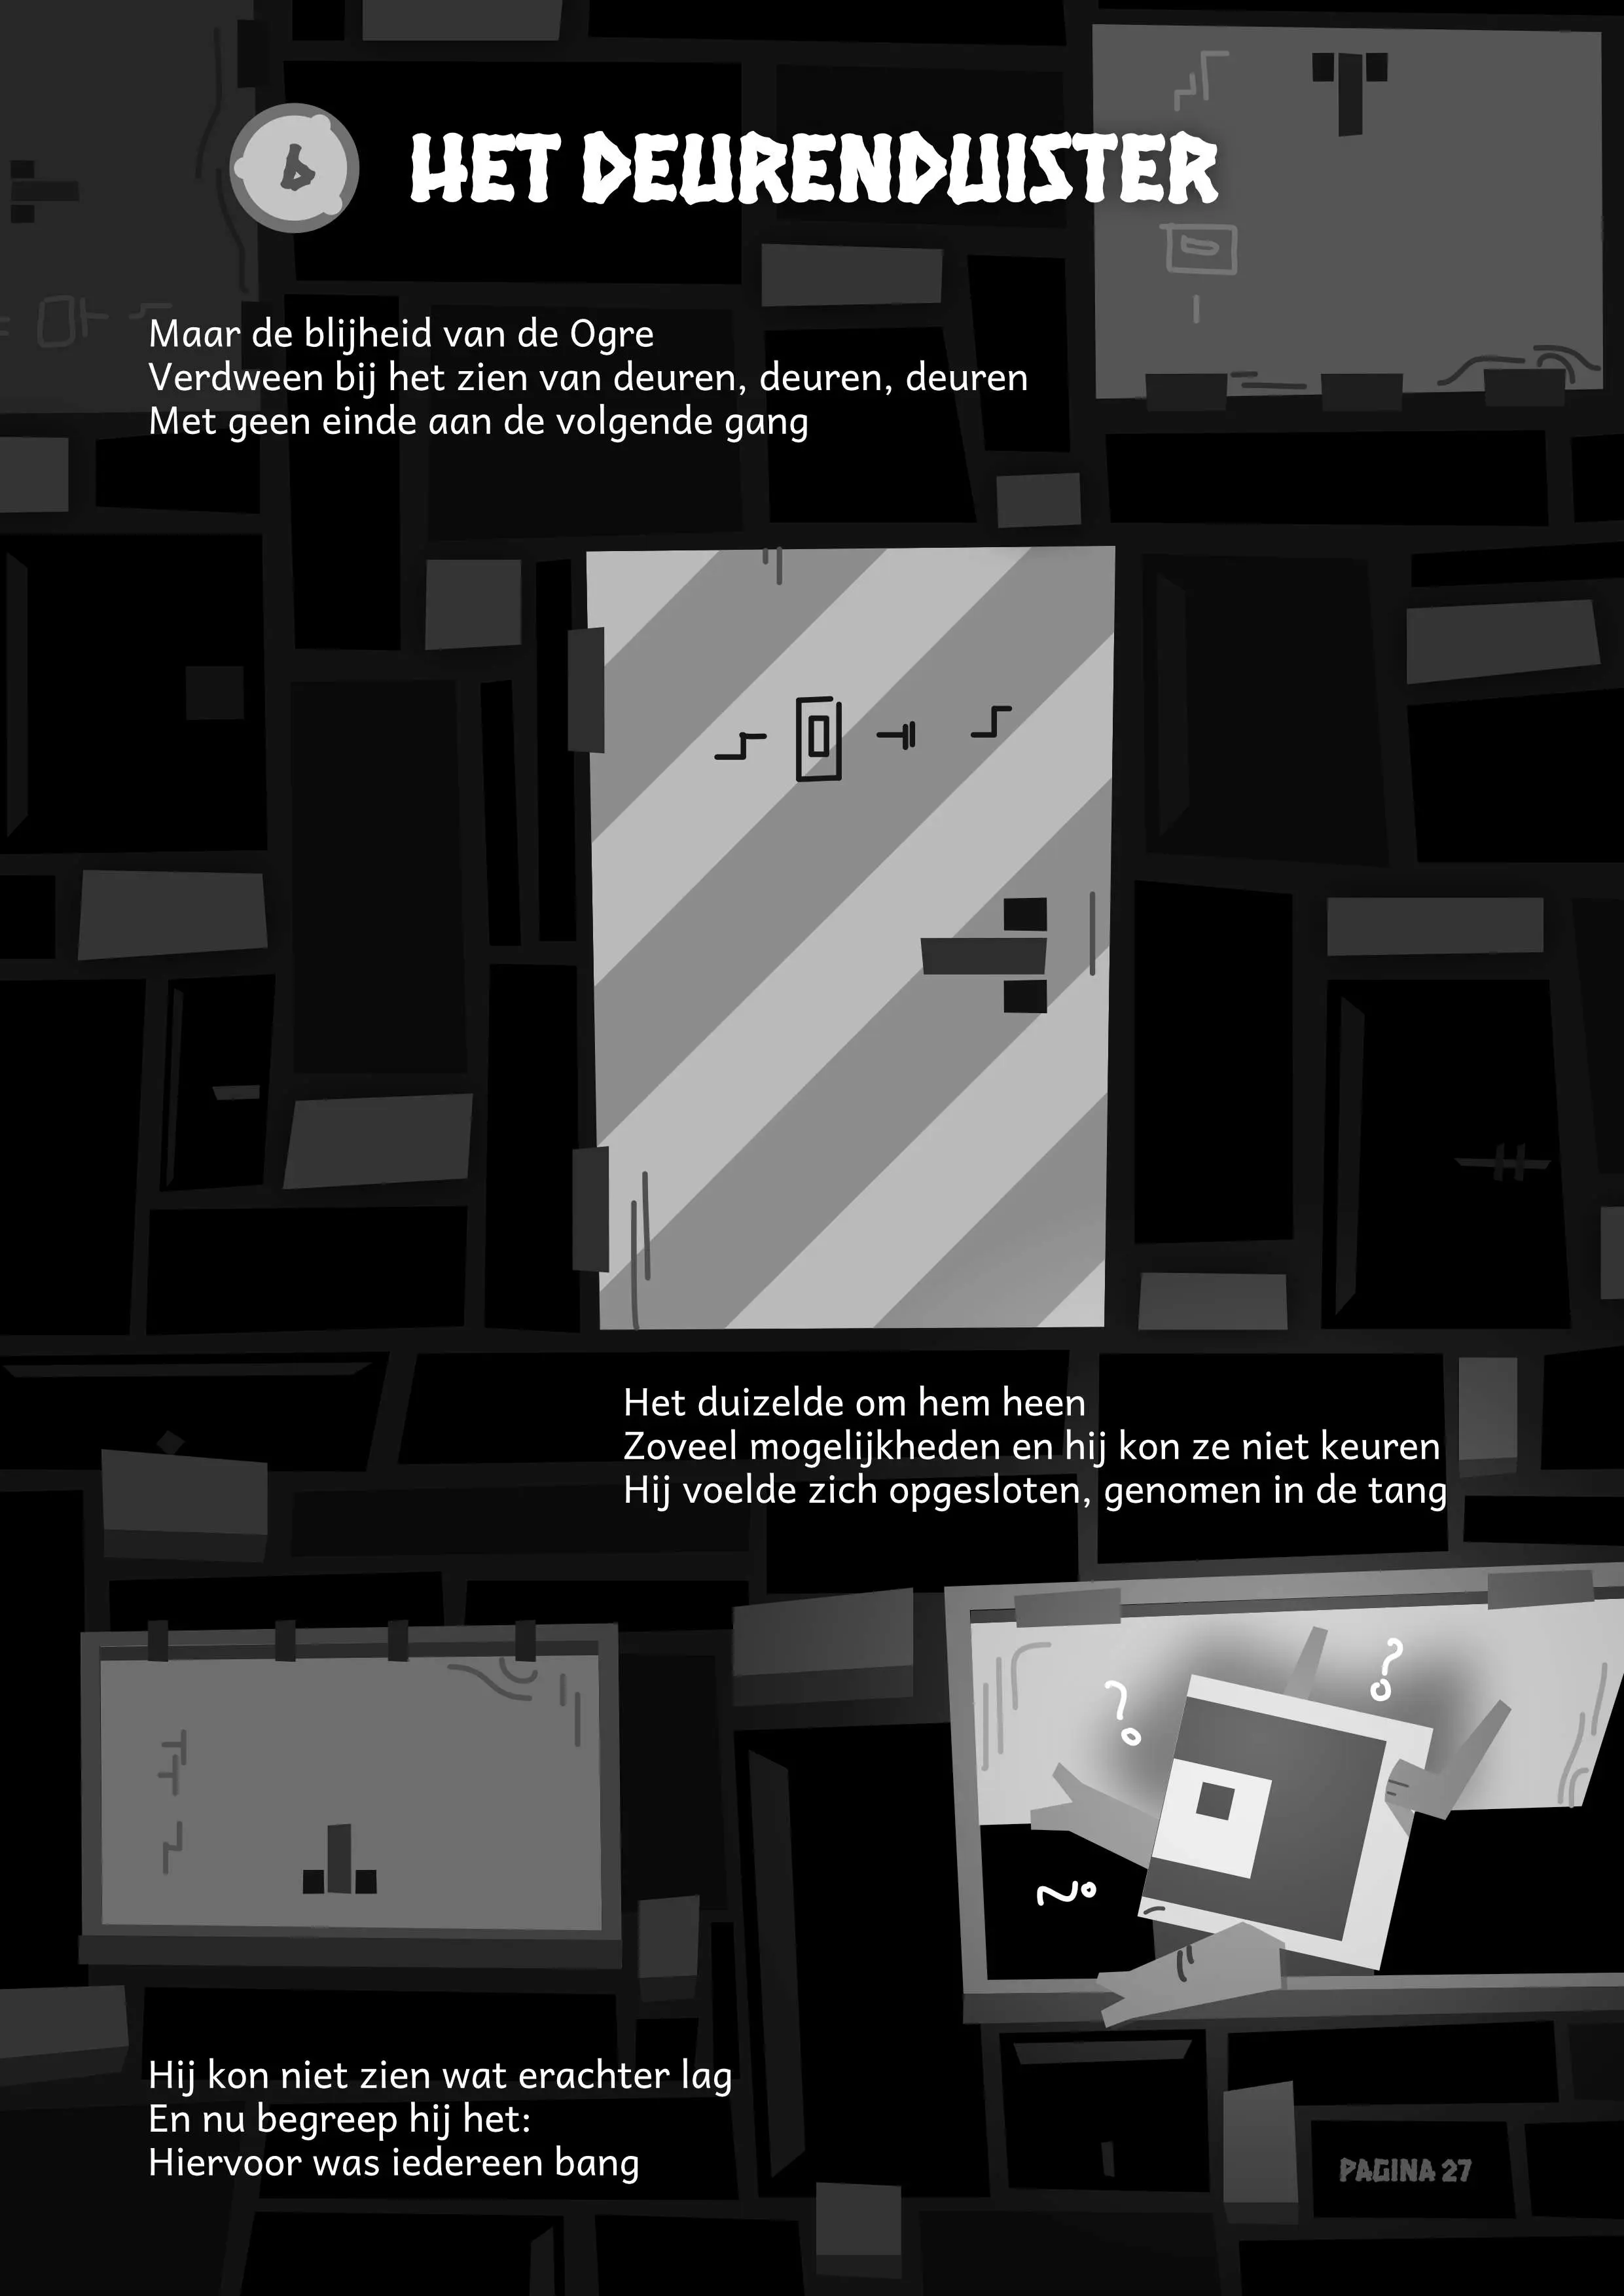 6
HET DEURENDUISTER
Maar de blijheid van de Ogre
Verdween bij het zien van deuren, deuren, deuren
Met geen einde aan de volgende gang
Het duizelde om hem heen
Zoveel mogelijkheden en hij kon ze niet keuren
Hij voelde zich opgesloten, genomen in de tang
? ?
?
Hij kon niet zien wat erachter lag
En nu begreep hij het:
Hiervoor was iedereen bang
PAGINA 27